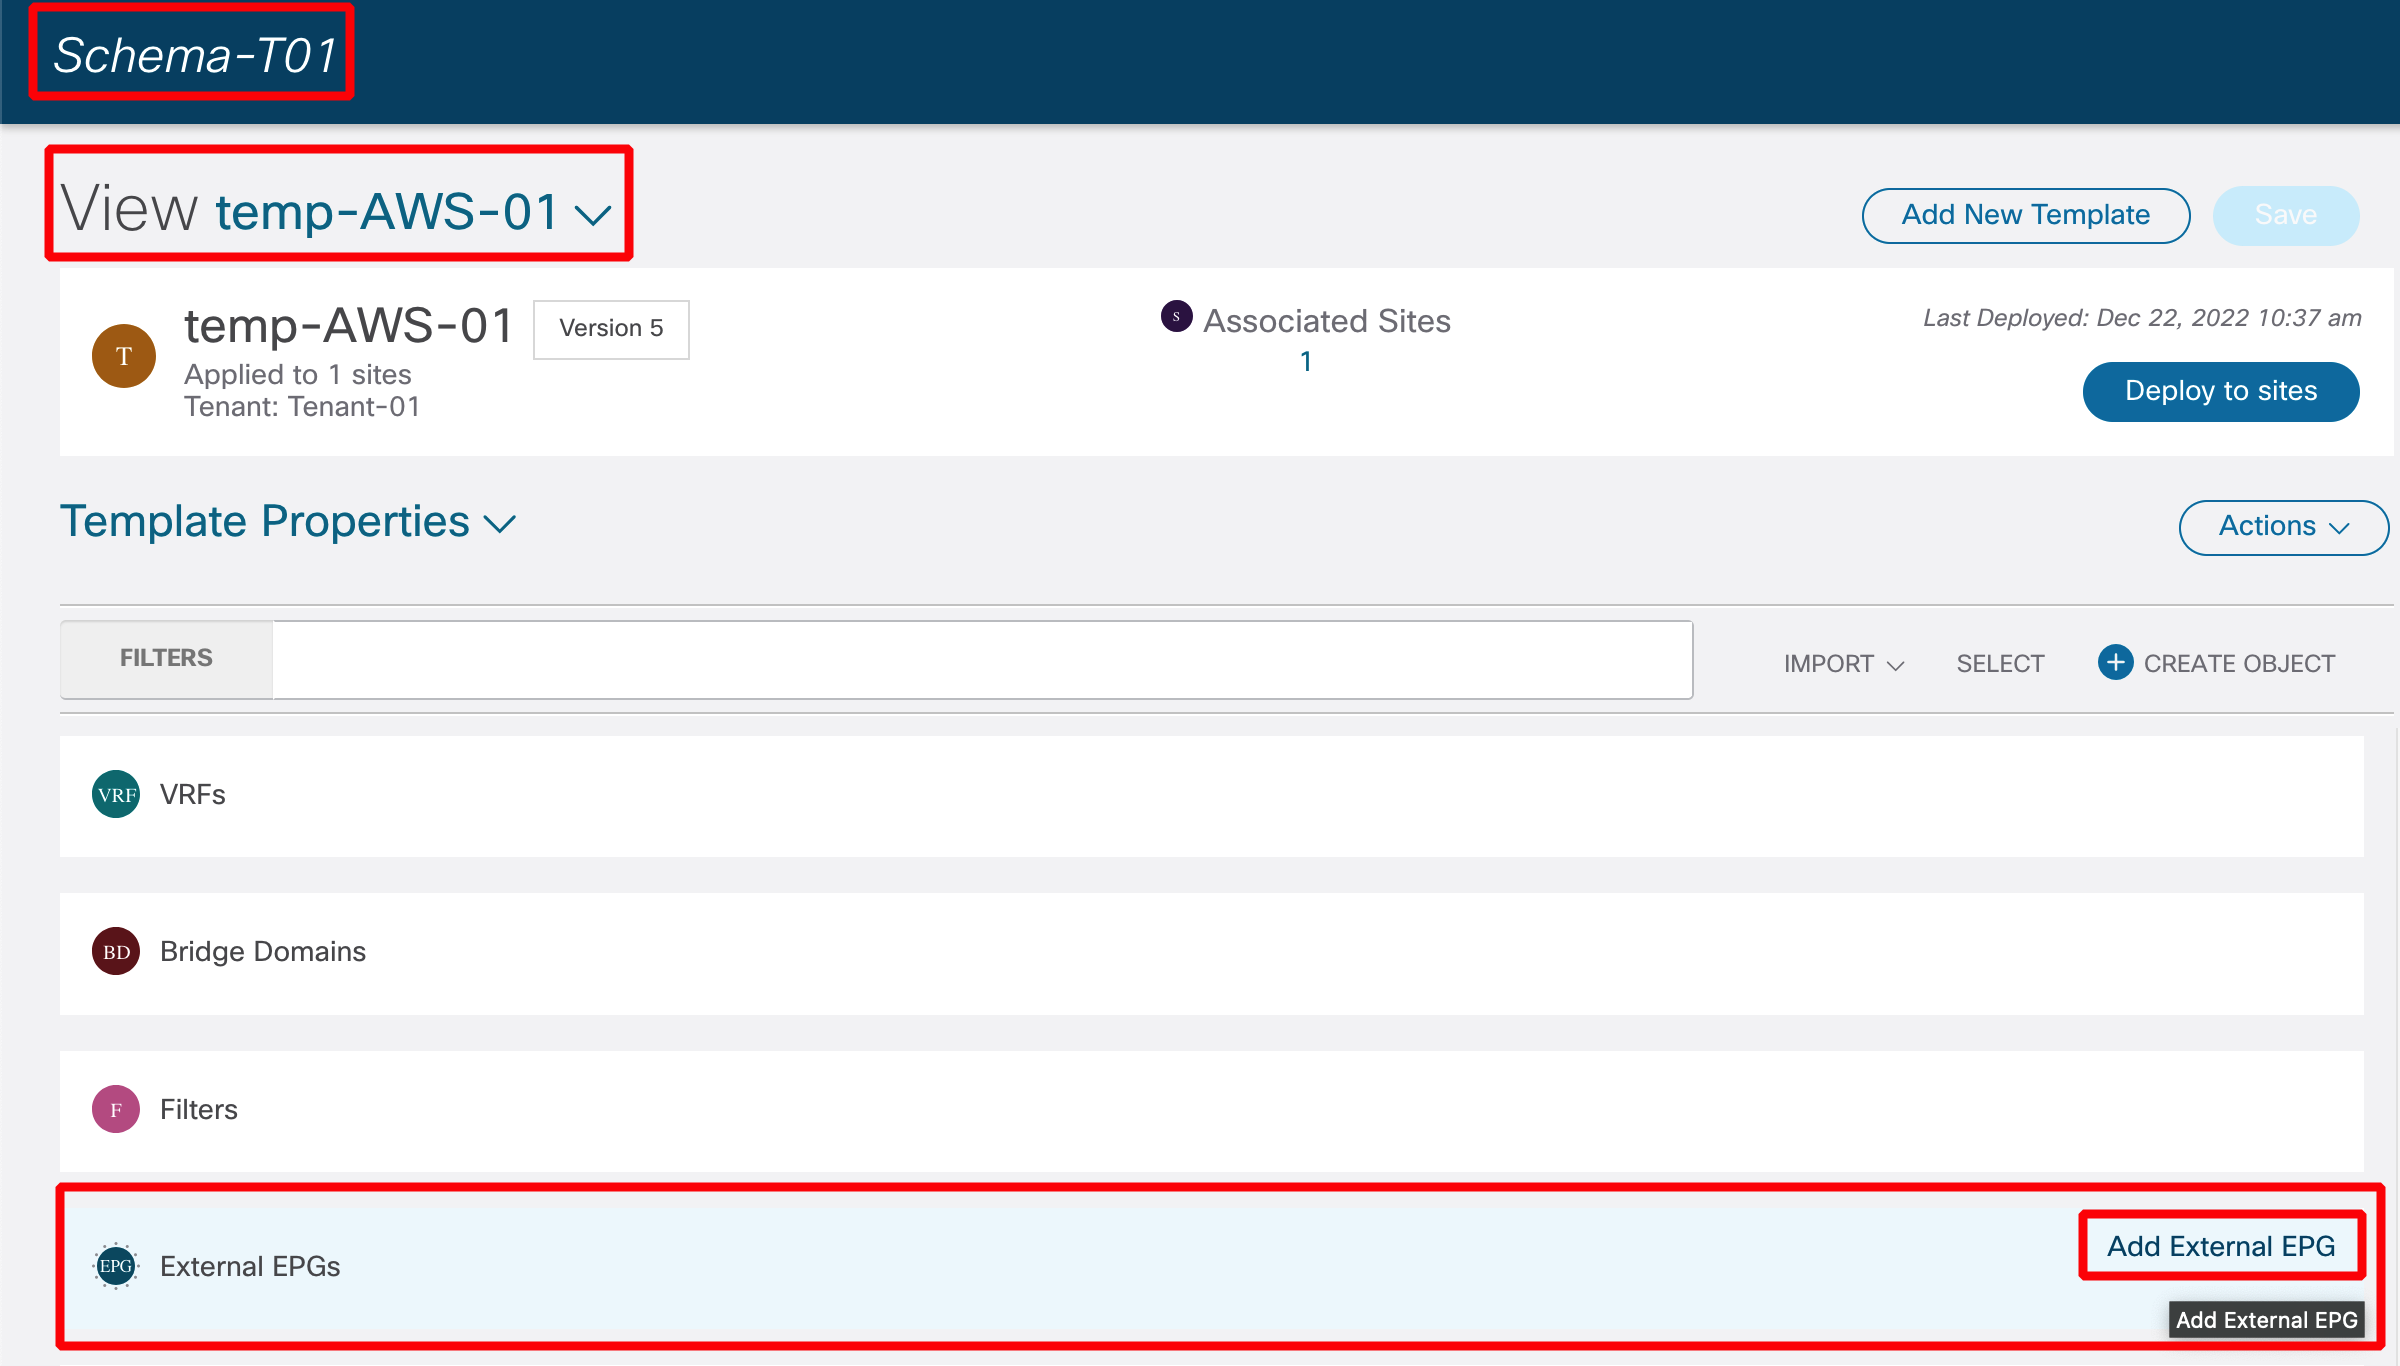 Schema-T01
View temp-AWS-01
Add New Template
Save
T
temp-AWS-01
Version 5
Applied to 1 sites
Tenant: Tenant-01
S
Associated Sites
1
Last Deployed: Dec 22, 2022 10:37 am
Deploy to sites
Template Properties
Actions
FILTERS
IMPORT
SELECT
+ CREATE OBJECT
VRF VRFs
BD Bridge Domains
F Filters
EPG External EPGs
Add External EPG
Add External EPG